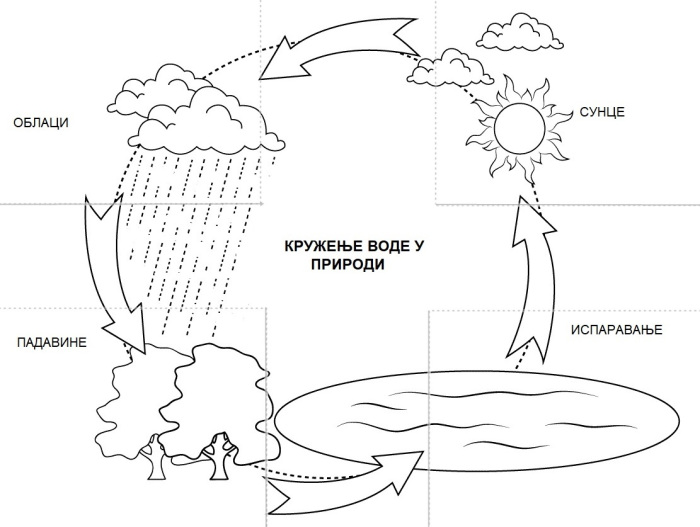 ОБЛАЦИ
СУНЦЕ
КРУЖЕЊЕ ВОДЕ У
ПРИРОДИ
ПАДАВИНЕ
ИСПАРАВАЊЕ